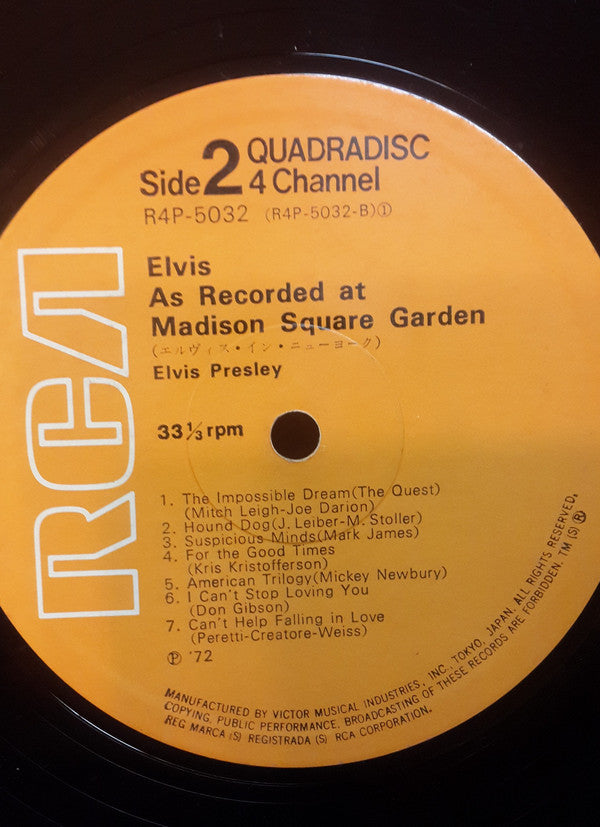 Side 2 QUADRADISC
4 Channel
R4P-5032 (R4P-5032-B)①
RCA
Elvis
As Recorded at
Madison Square Garden
(エルヴィス・イン・ニューヨーク)
Elvis Presley
33⅓rpm
1. The Impossible Dream(The Quest)
(Mitch Leigh-Joe Darion)
2. Hound Dog(J. Leiber-M. Stoller)
3. Suspicious Minds(Mark James)
4. For the Good Times
(Kris Kristofferson)
5. American Trilogy(Mickey Newbury)
6. I Can't Stop Loving You
(Don Gibson)
7. Can't Help Falling in Love
(Peretti-Creatore-Weiss)
℗ '72
MANUFACTURED BY VICTOR MUSICAL INDUSTRIES, INC., TOKYO, JAPAN. ALL RIGHTS RESERVED.
COPYING, PUBLIC PERFORMANCE, BROADCASTING OF THESE RECORDS ARE FORBIDDEN. TM (S) ®
REG MARCA (S) REGISTRADA (S) RCA CORPORATION.